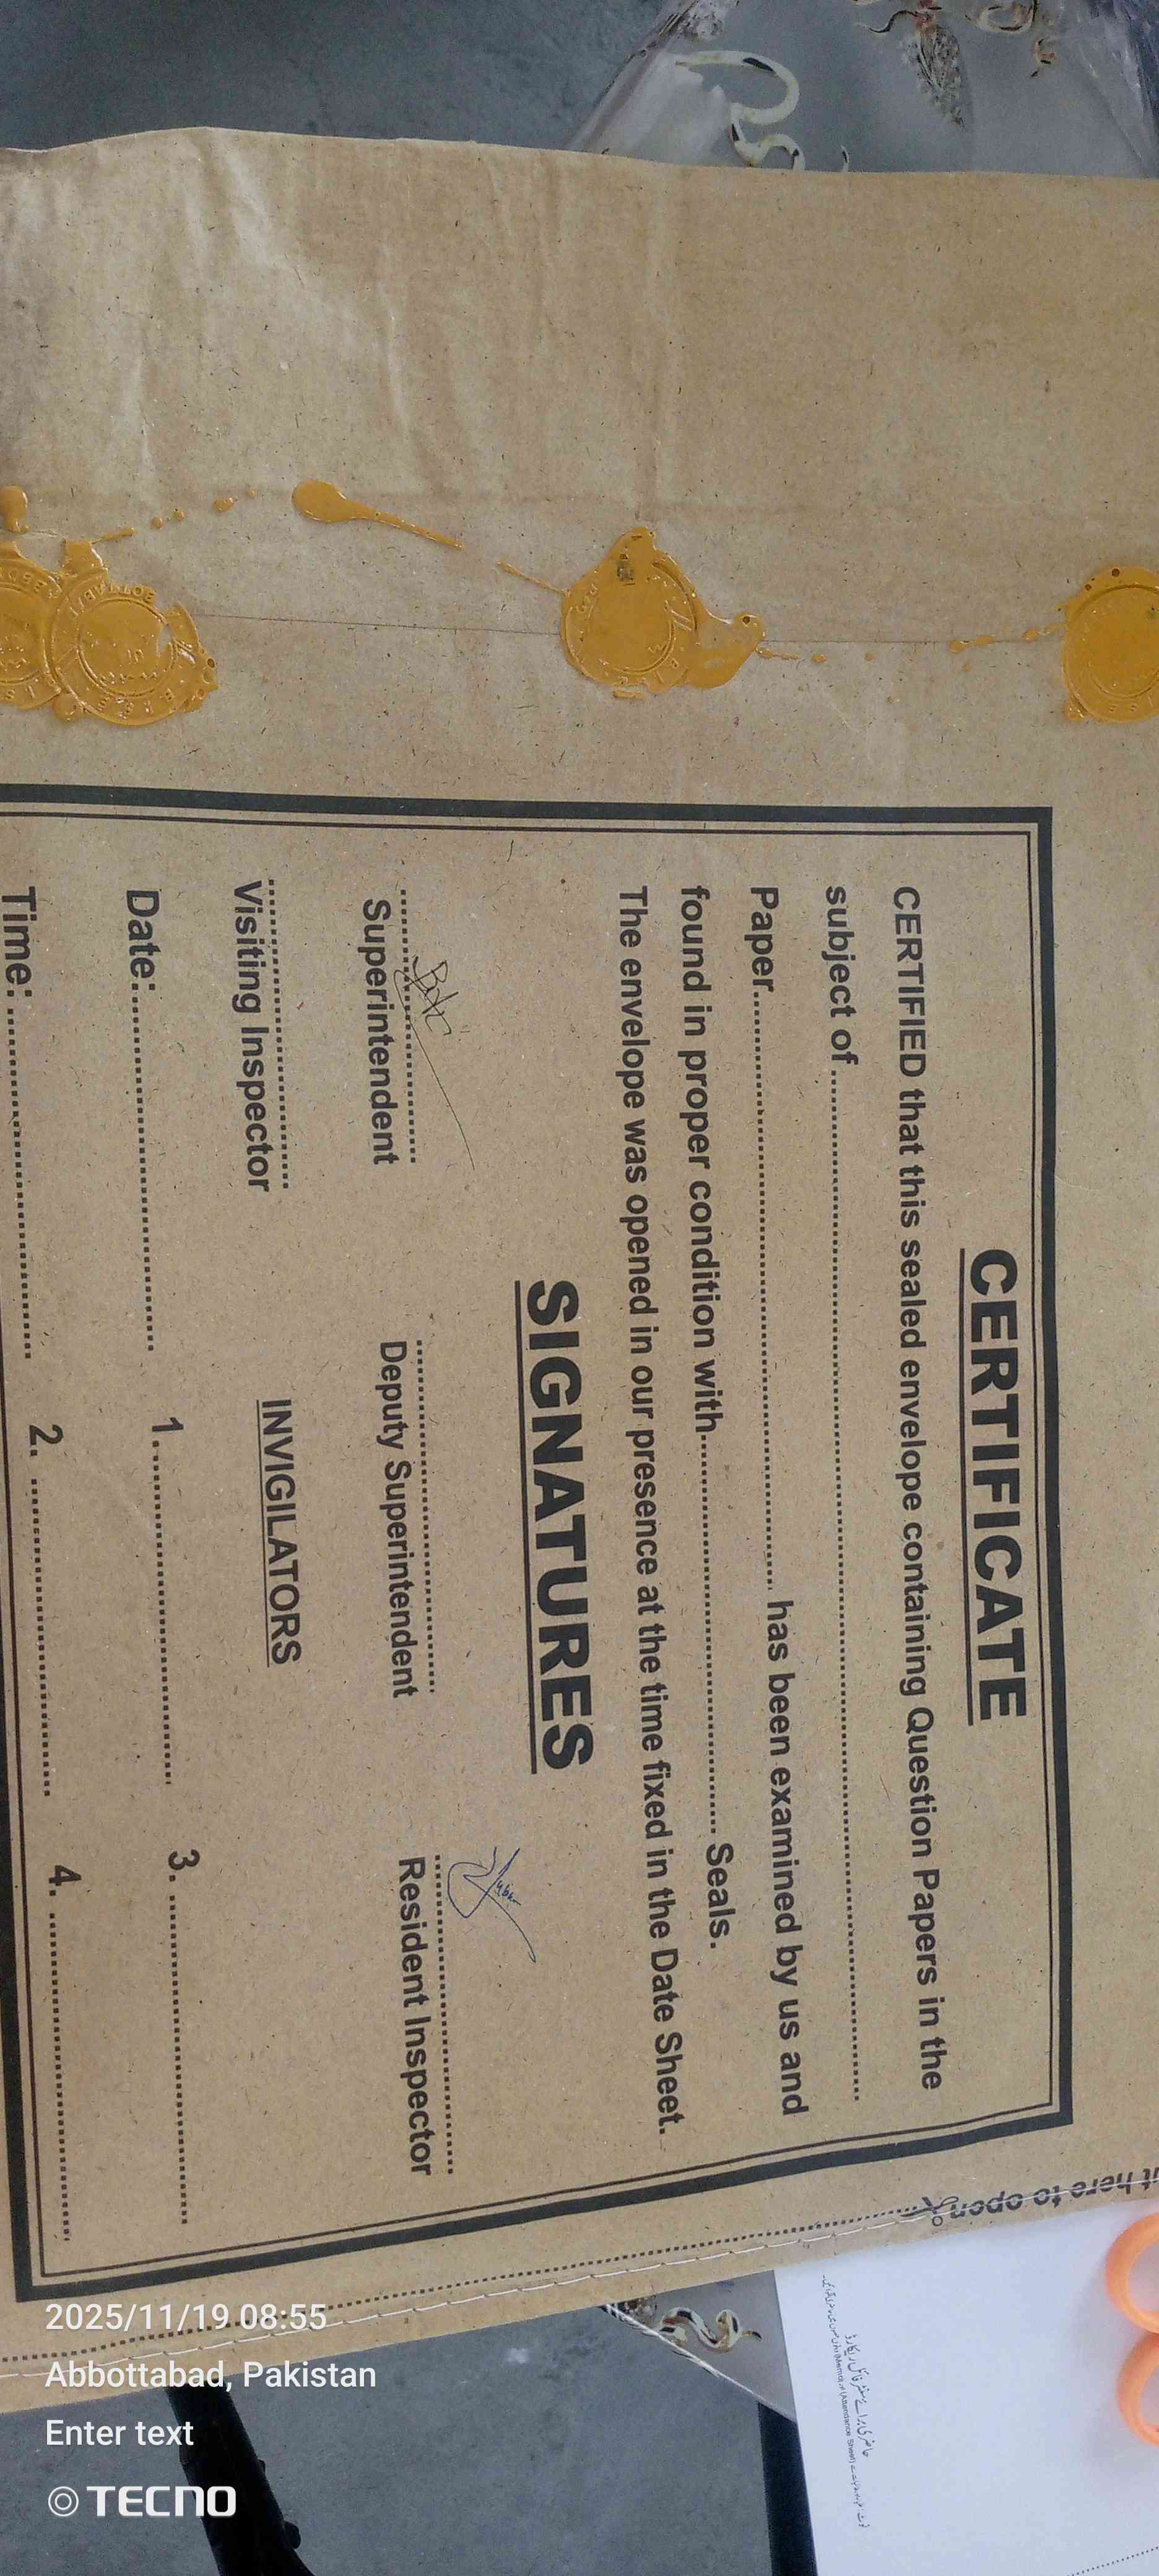 CERTIFICATE
CERTIFIED that this sealed envelope containing Question Papers in the
subject of ..............................
Paper.............................. has been examined by us and
found in proper condition with.............................. Seals.
The envelope was opened in our presence at the time fixed in the Date Sheet.
SIGNATURES
Superintendent
Deputy Superintendent
Resident Inspector
Visiting Inspector
INVIGILATORS
Date:..............................
1...............................
3. ..............................
Time: ..............................
2. ..............................
4. ..............................
t here to open
2025/11/19 08:55
Abbottabad, Pakistan
Enter text
TECNO